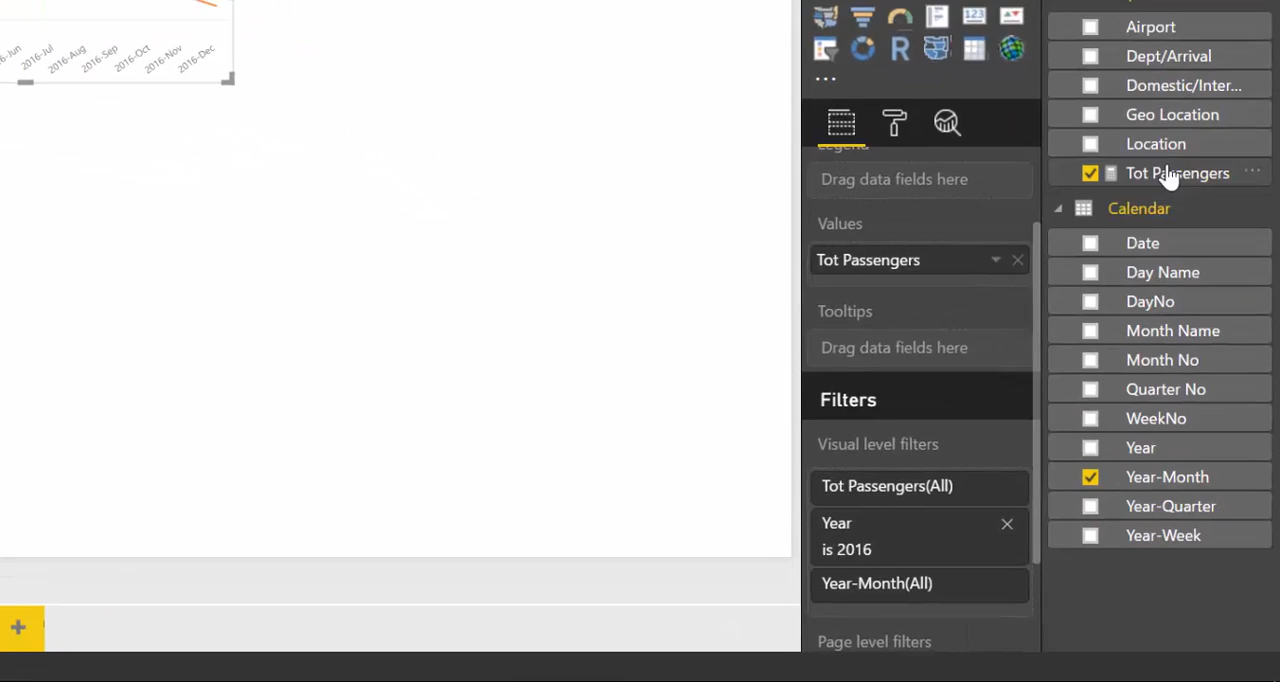 2016-Jul
2016-Aug
2016-Sep
2016-Oct
2016-Nov
2016-Dec
123
R
...
Legend
Drag data fields here
Values
Tot Passengers
Tooltips
Drag data fields here
Filters
Visual level filters
Tot Passengers(All)
Year
is 2016
Year-Month(All)
Page level filters
Airport
Dept/Arrival
Domestic/Inter...
Geo Location
Location
Tot Passengers ...
Calendar
Date
Day Name
DayNo
Month Name
Month No
Quarter No
WeekNo
Year
Year-Month
Year-Quarter
Year-Week